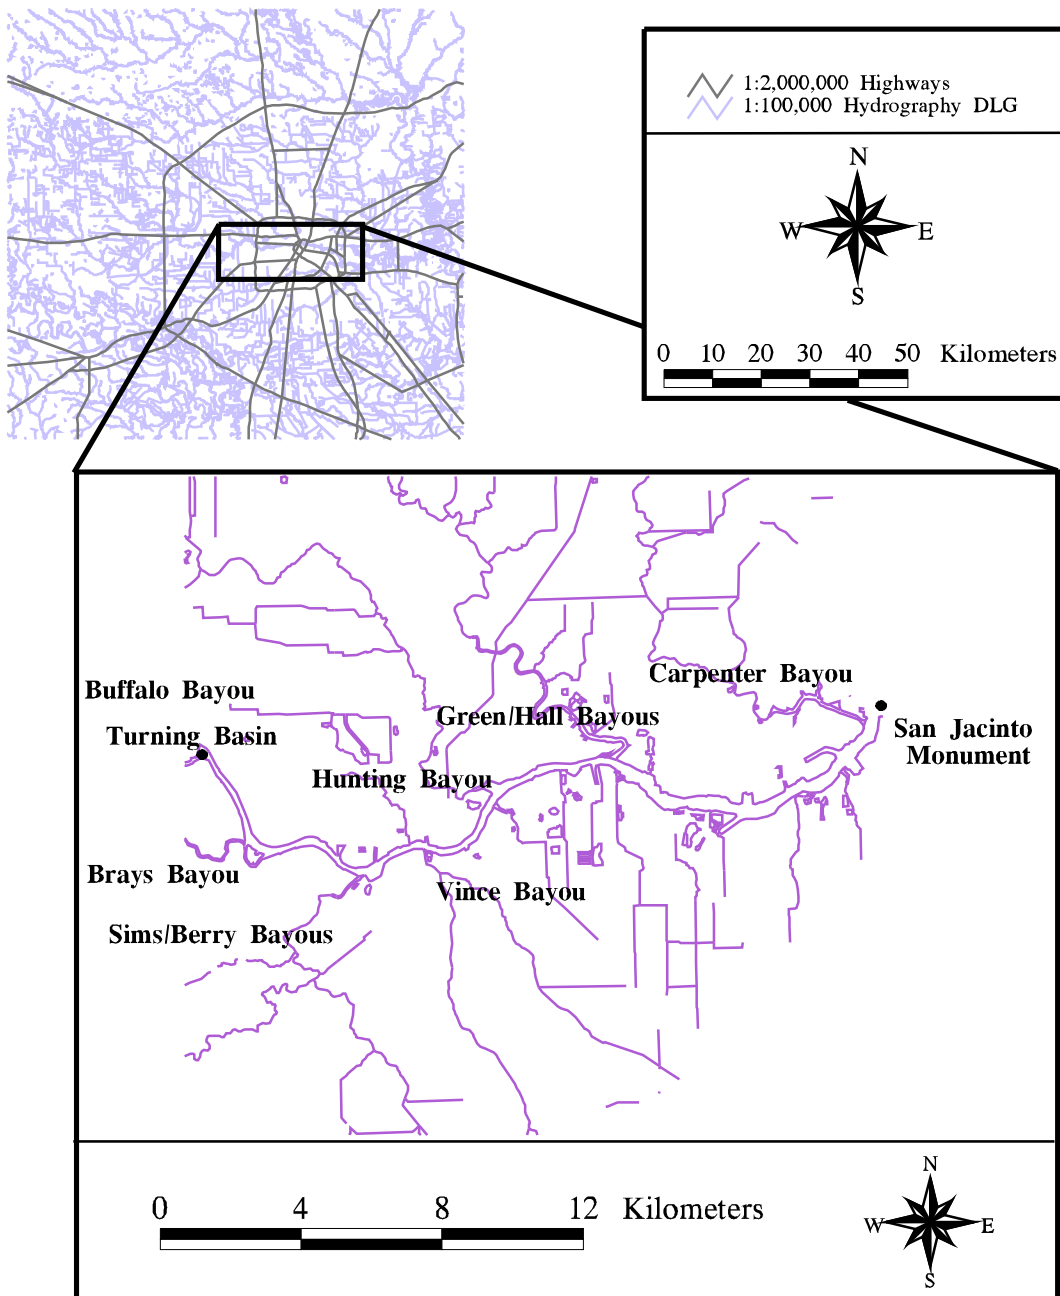 1:2,000,000 Highways
1:100,000 Hydrography DLG
N
W E
S
0 10 20 30 40 50 Kilometers
Carpenter Bayou
Buffalo Bayou
Green/Hall Bayous
San Jacinto
Monument
Turning Basin
Hunting Bayou
Brays Bayou
Vince Bayou
Sims/Berry Bayous
0 4 8 12 Kilometers
N
W E
S